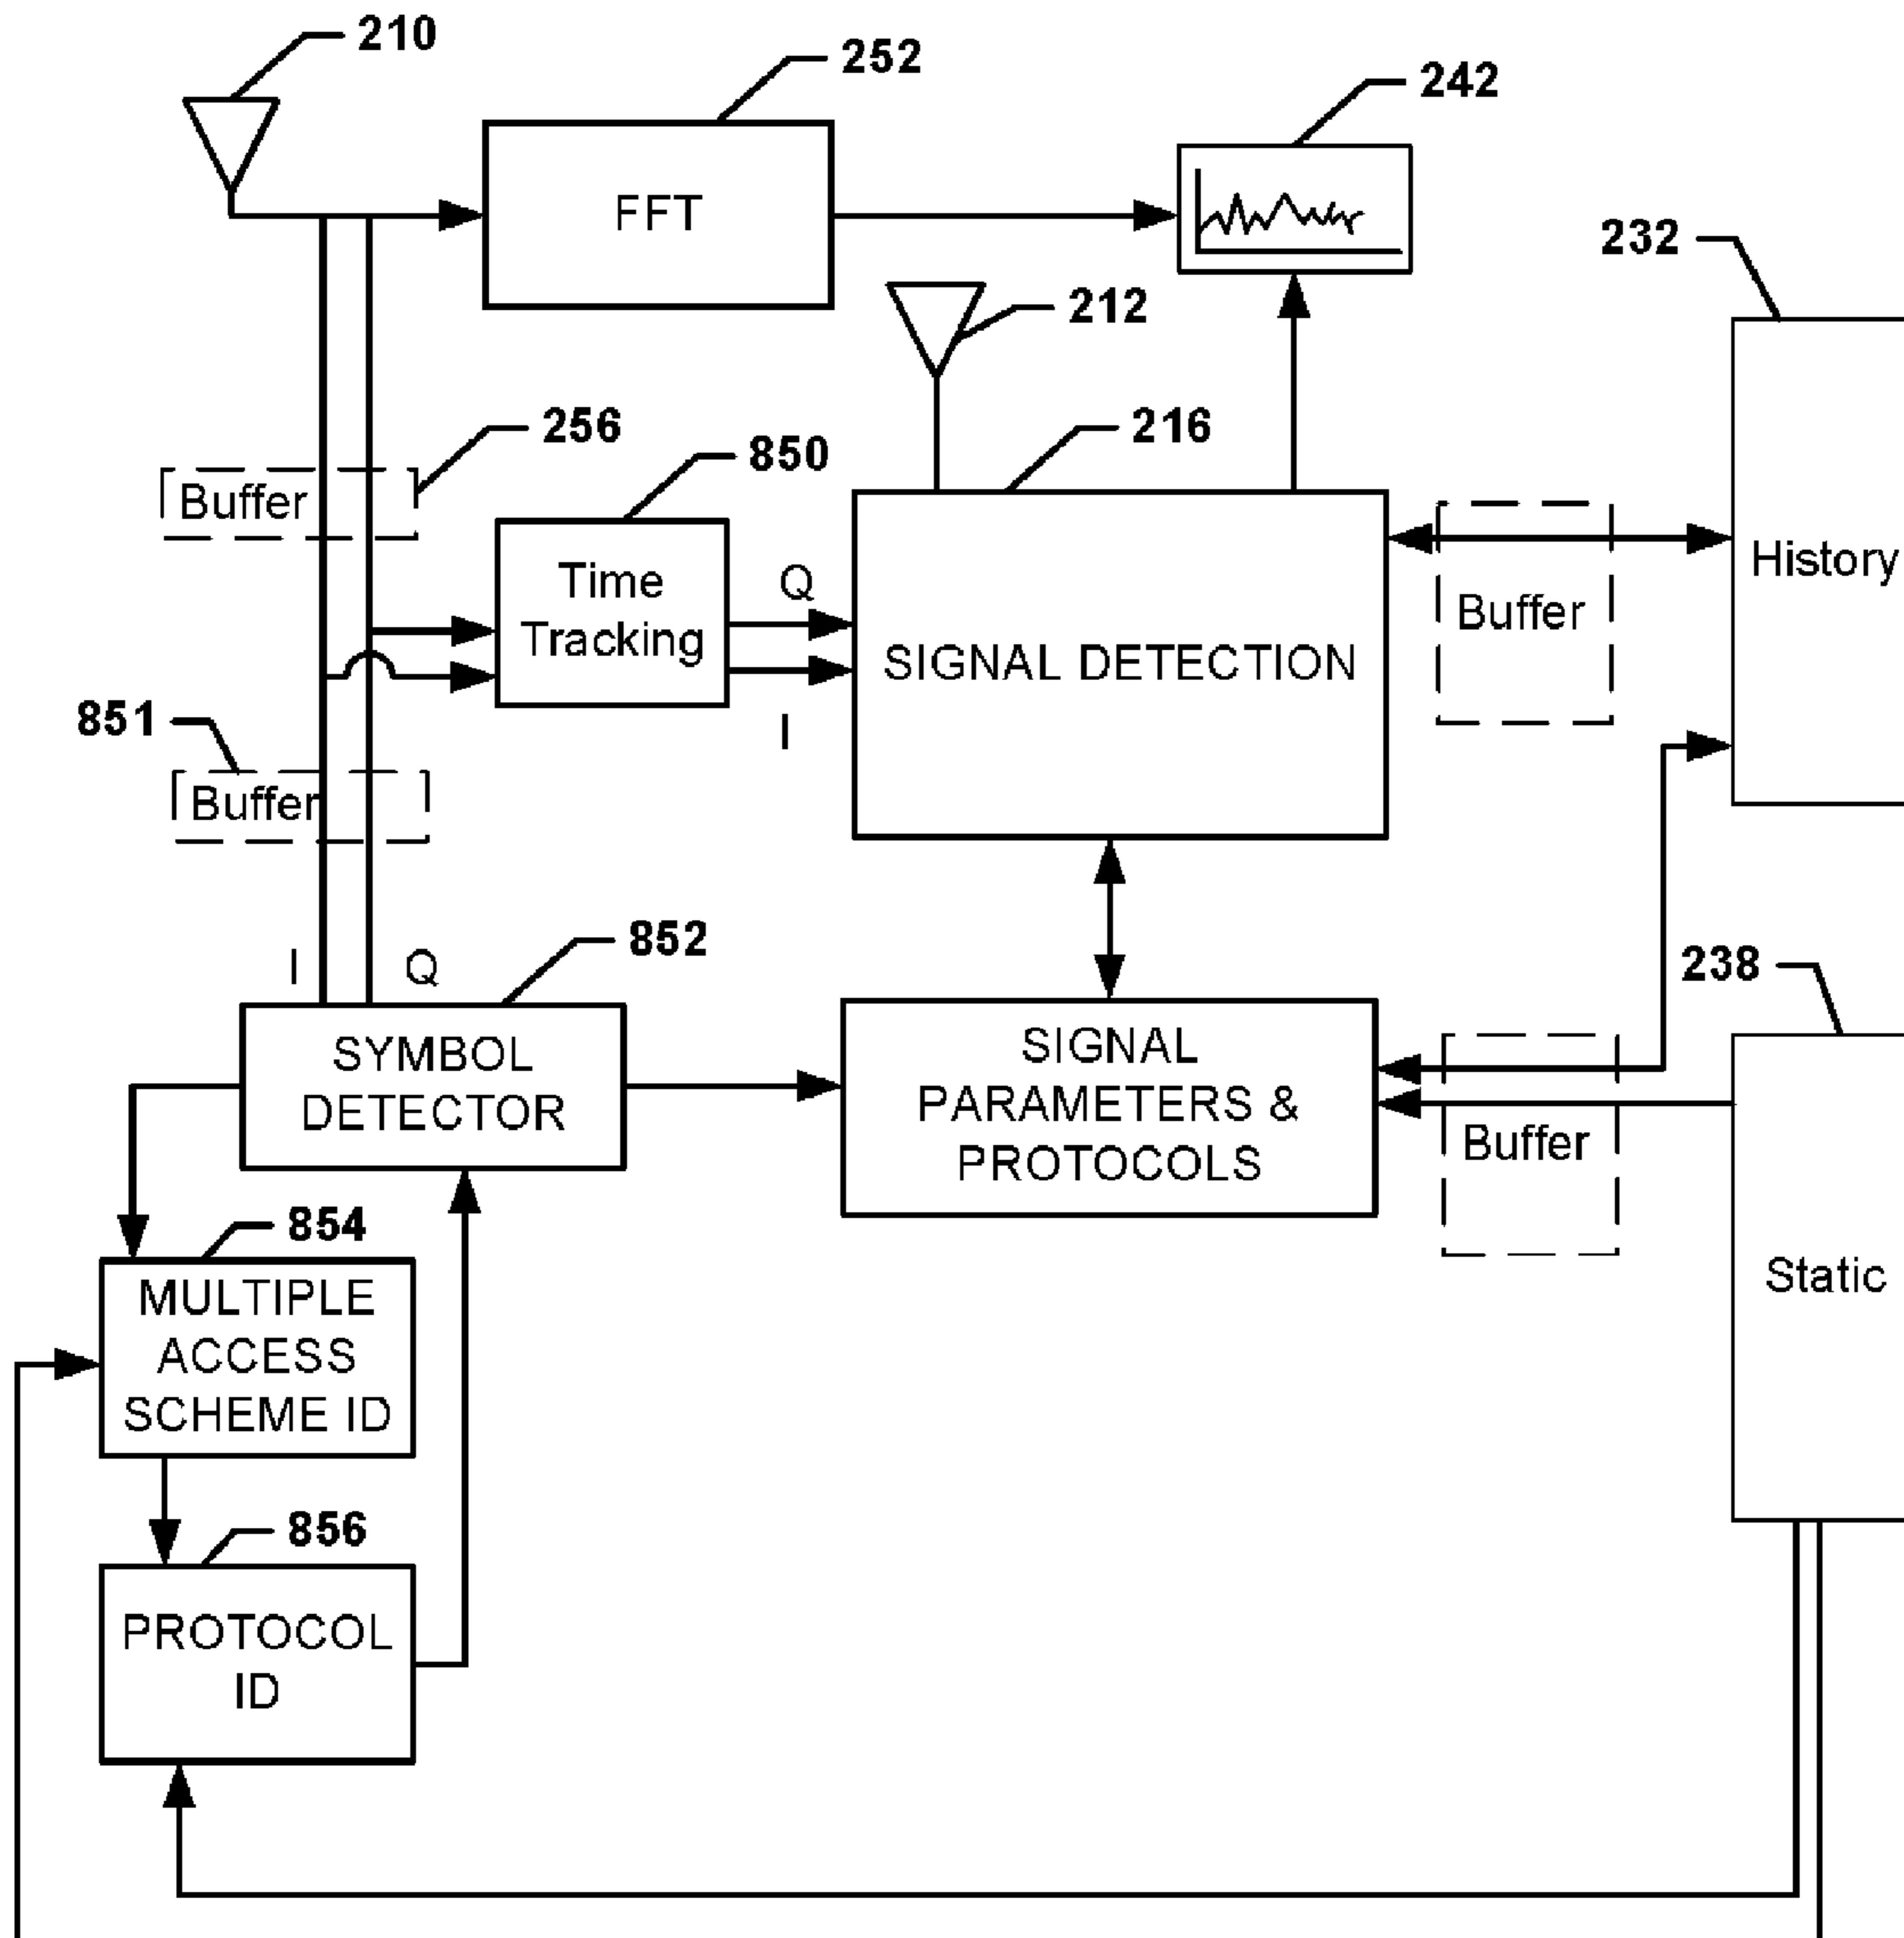 210
252
242
FFT
232
212
256
850
216
Buffer
Time
Tracking
Q
I
SIGNAL DETECTION
Buffer
History
851
Buffer
I
Q
852
238
SYMBOL
DETECTOR
SIGNAL
PARAMETERS &
PROTOCOLS
Buffer
Static
854
MULTIPLE
ACCESS
SCHEME ID
856
PROTOCOL
ID